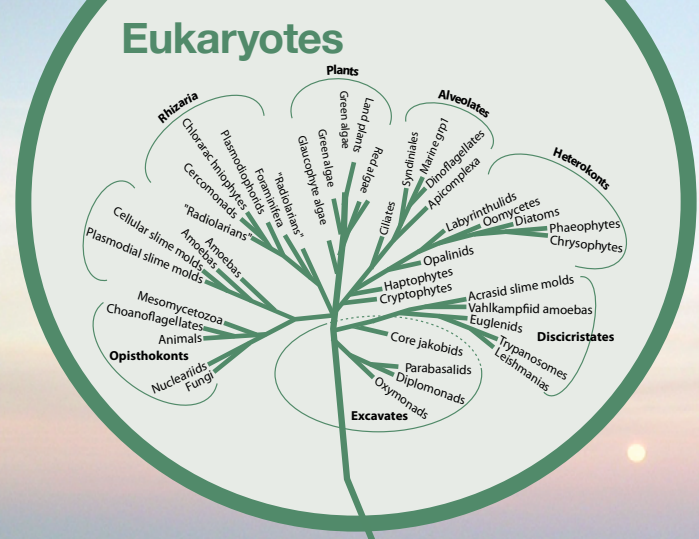 Eukaryotes
Plants
Rhizaria
Alveolates
Heterokonts
Plasmodial slime molds
Cellular slime molds
Amoebas
Amoebas
"Radiolarians"
Cercomonads
Chlorarac hniophytes
Plasmodiophorids
Foraminifera
"Radiolarians"
Glaucophyte algae
Green algae
Green algae
Land plants
Red algae
Ciliates
Syndiniales
Marine grp1
Dinoflagellates
Apicomplexa
Labyrinthulids
Oomycetes
Diatoms
Phaeophytes
Chrysophytes
Opalinids
Haptophytes
Cryptophytes
Acrasid slime molds
Vahlkampfiid amoebas
Euglenids
Trypanosomes
Leishmanias
Discicristates
Core jakobids
Parabasalids
Diplomonads
Oxymonads
Excavates
Mesomycetozoa
Choanoflagellates
Animals
Opisthokonts
Nucleariids
Fungi